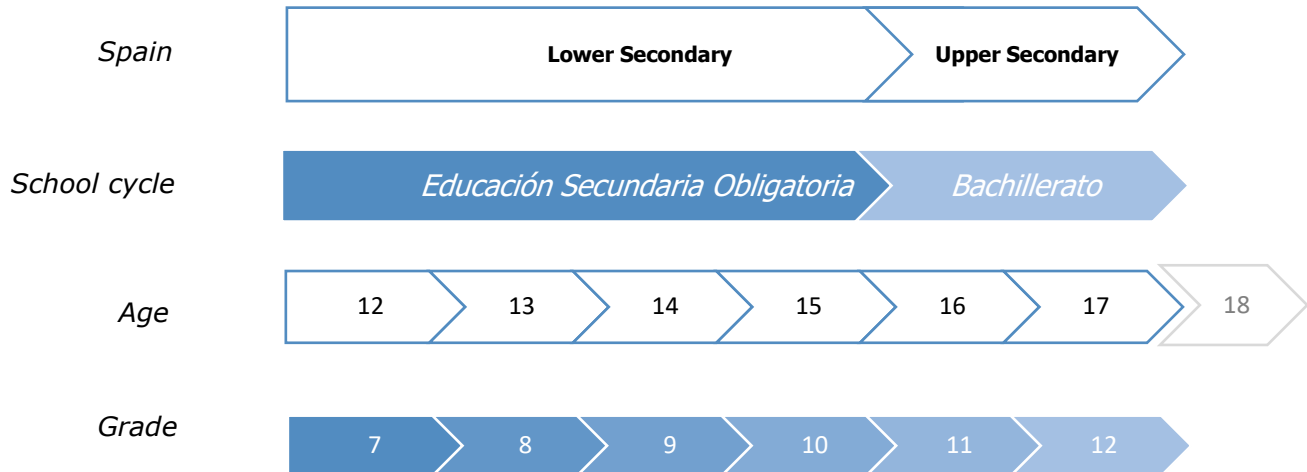 Spain
Lower Secondary
Upper Secondary
School cycle
Educación Secundaria Obligatoria
Bachillerato
Age
12
13
14
15
16
17
18
Grade
7
8
9
10
11
12